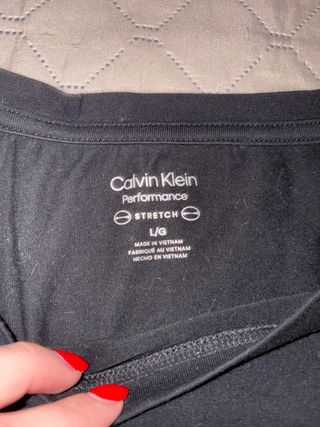 Calvin Klein
Performance
STRETCH
L/G
MADE IN VIETNAM
FABRIQUÉ AU VIETNAM
HECHO EN VIETNAM